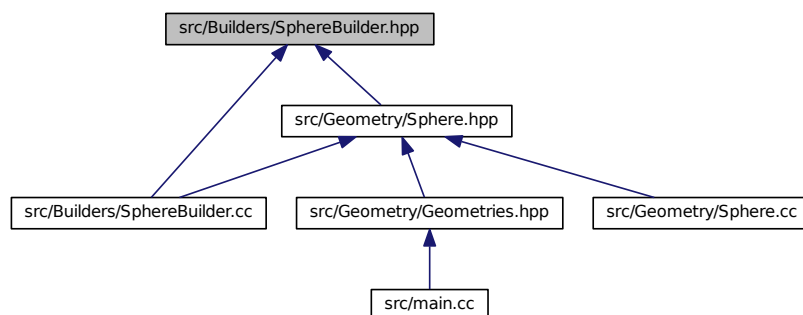 src/Builders/SphereBuilder.hpp
src/Geometry/Sphere.hpp
src/Builders/SphereBuilder.cc
src/Geometry/Geometries.hpp
src/Geometry/Sphere.cc
src/main.cc